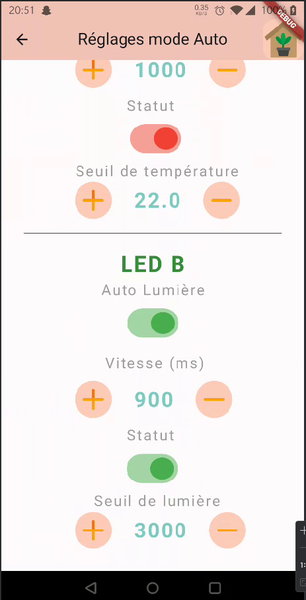 20:51
0.35
KB/s
100%
Réglages mode Auto
DEBUG
1000
Statut
Seuil de température
22.0
LED B
Auto Lumière
Vitesse (ms)
900
Statut
Seuil de lumière
3000
1: